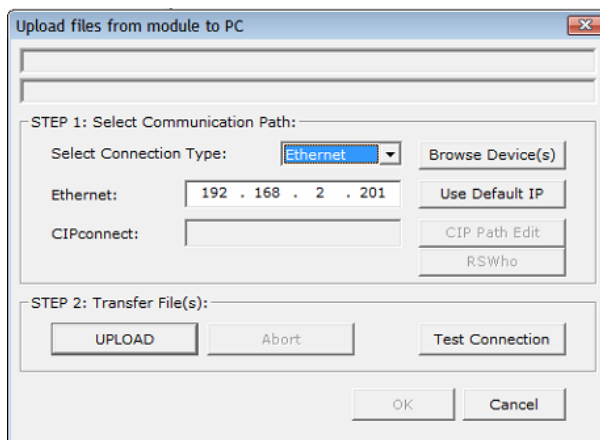 Upload files from module to PC
STEP 1: Select Communication Path:
Select Connection Type: Ethernet Browse Device(s)
Ethernet: 192 . 168 . 2 . 201 Use Default IP
CIPconnect: CIP Path Edit
RSWho
STEP 2: Transfer File(s):
UPLOAD Abort Test Connection
OK Cancel